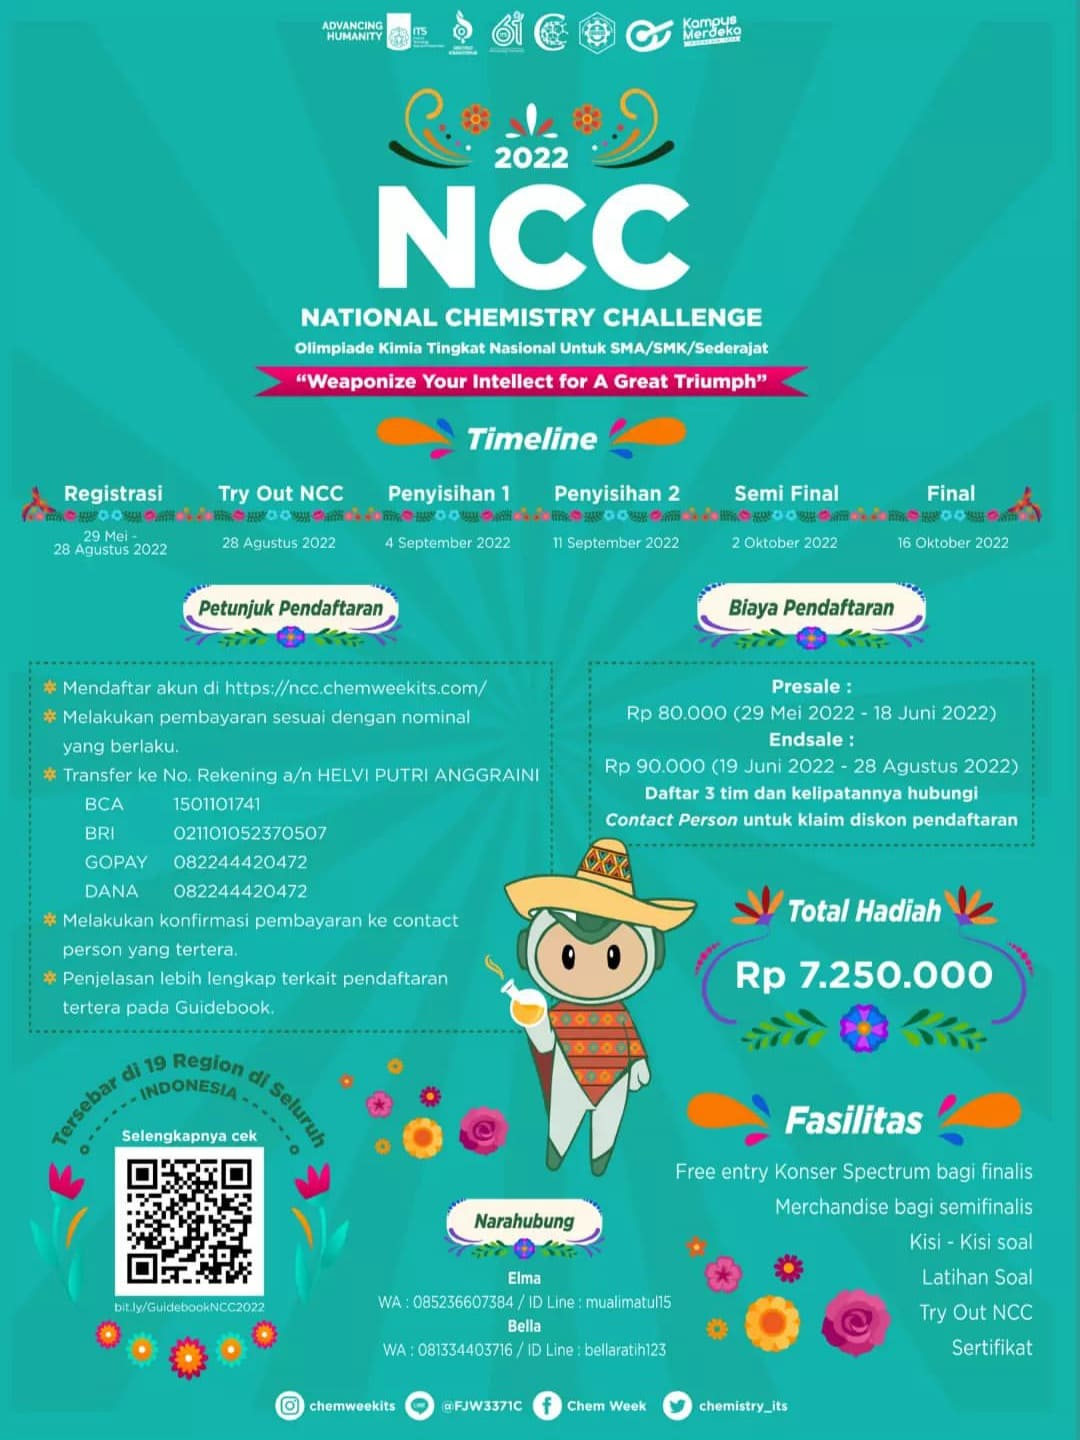 ADVANCING
HUMANITY
ITS
Kampus
Merdeka
2022
NCC
NATIONAL CHEMISTRY CHALLENGE
Olimpiade Kimia Tingkat Nasional Untuk SMA/SMK/Sederajat
“Weaponize Your Intellect for A Great Triumph”
Timeline
Registrasi
29 Mei -
28 Agustus 2022
Try Out NCC
28 Agustus 2022
Penyisihan 1
4 September 2022
Penyisihan 2
11 September 2022
Semi Final
2 Oktober 2022
Final
16 Oktober 2022
Petunjuk Pendaftaran
Mendaftar akun di https://ncc.chemweekits.com/
Melakukan pembayaran sesuai dengan nominal
yang berlaku.
Transfer ke No. Rekening a/n HELVI PUTRI ANGGRAINI
BCA 1501101741
BRI 021101052370507
GOPAY 082244420472
DANA 082244420472
Melakukan konfirmasi pembayaran ke contact
person yang tertera.
Penjelasan lebih lengkap terkait pendaftaran
tertera pada Guidebook.
Biaya Pendaftaran
Presale :
Rp 80.000 (29 Mei 2022 - 18 Juni 2022)
Endsale :
Rp 90.000 (19 Juni 2022 - 28 Agustus 2022)
Daftar 3 tim dan kelipatannya hubungi
Contact Person untuk klaim diskon pendaftaran
Total Hadiah
Rp 7.250.000
Tersebar di 19 Region di Seluruh
INDONESIA
Selengkapnya cek
bit.ly/GuidebookNCC2022
Narahubung
Elma
WA : 085236607384 / ID Line : mualimatul15
Bella
WA : 081334403716 / ID Line : bellaratih123
Fasilitas
Free entry Konser Spectrum bagi finalis
Merchandise bagi semifinalis
Kisi - Kisi soal
Latihan Soal
Try Out NCC
Sertifikat
chemweekits
@FJW3371C
Chem Week
chemistry_its